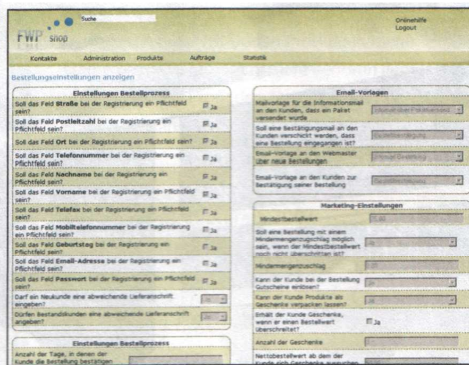 Suche
Onlinehilfe
Logout
FWP shop
Kontakte Administration Produkte Aufträge Statistik
Bestellungseinstellungen anzeigen
Einstellungen Bestellprozess
Soll das Feld Straße bei der Registrierung ein Pflichtfeld
sein?
Ja
Soll das Feld Postleitzahl bei der Registrierung ein
Pflichtfeld sein?
Ja
Soll das Feld Ort bei der Registrierung ein Pflichtfeld sein?
Ja
Soll das Feld Telefonnummer bei der Registrierung ein
Pflichtfeld sein?
Ja
Soll das Feld Nachname bei der Registrierung ein
Pflichtfeld sein?
Ja
Soll das Feld Vorname bei der Registrierung ein Pflichtfeld
sein?
Ja
Soll das Feld Telefax bei der Registrierung ein Pflichtfeld
sein?
Ja
Soll das Feld Mobiltelefonnummer bei der Registrierung
ein Pflichtfeld sein?
Ja
Soll das Feld Geburtstag bei der Registrierung ein
Pflichtfeld sein?
Ja
Soll das Feld Email-Adresse bei der Registrierung ein
Pflichtfeld sein?
Ja
Soll das Feld Passwort bei der Registrierung ein Pflichtfeld
sein?
Ja
Darf ein Neukunde eine abweichende Lieferanschrift
eingeben?
Dürfen Bestandskunden eine abweichende Lieferanschrift
angeben?
Einstellungen Bestellprozess
Anzahl der Tage, in denen der
Kunde die Bestellung bestätigen
Email-Vorlagen
Mailvorlage für die Informationsmail
an den Kunden, dass ein Paket
versendet wurde
Soll eine Bestätigungsmail an den
Kunden verschickt werden, dass
eine Bestellung eingegangen ist?
Email-Vorlage an den Webmaster
über neue Bestellungen
Email-Vorlage an den Kunden zur
Bestätigung seiner Bestellung
Marketing-Einstellungen
Mindestbestellwert
Soll eine Bestellung mit einem
Mindermengenzuschlag möglich
sein, wenn der Mindestbestellwert
noch nicht überschritten ist?
Mindermengenzuschlag
Kann der Kunde bei der Bestellung
Gutscheine einlösen?
Kann der Kunde Produkte als
Geschenke verpacken lassen?
Erhält der Kunde Geschenke,
wenn er einen Bestellwert
überschreitet?
Ja
Anzahl der Geschenke
Nettobestellwert ab dem der
Kunde sich Geschenke aussuchen